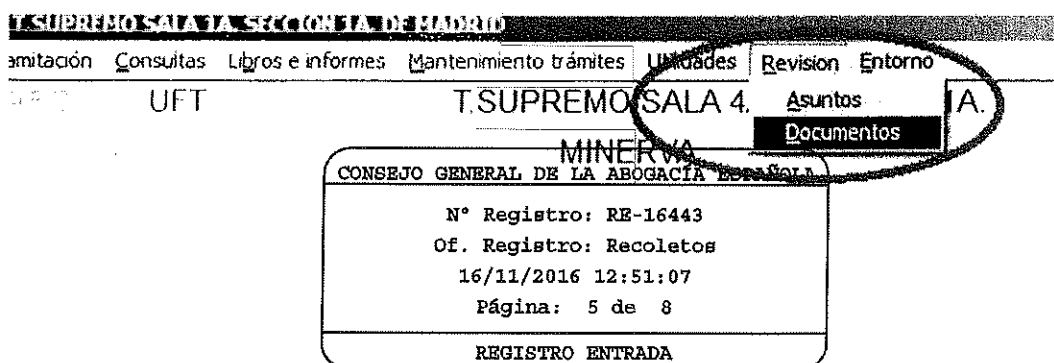 T.SUPREMO SALA 1A. SECCION 1A. DE MADRID
amitación Consultas Libros e informes Mantenimiento trámites Unidades Revision Entorno
UFT T.SUPREMO/SALA 4. Asuntos 1A.
Documentos
MINERVA
CONSEJO GENERAL DE LA ABOGACÍA ESPAÑOLA
Nº Registro: RE-16443
Of. Registro: Recoletos
16/11/2016 12:51:07
Página: 5 de 8
REGISTRO ENTRADA